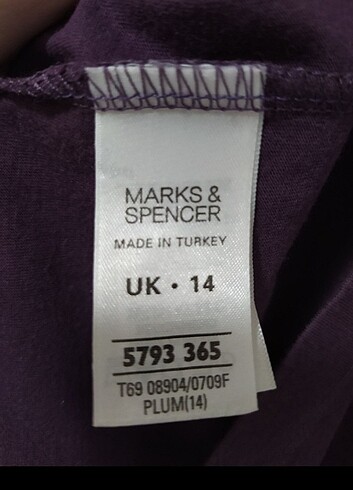 MARKS &
SPENCER
MADE IN TURKEY
UK • 14
5793 365
T69 08904/0709F
PLUM(14)